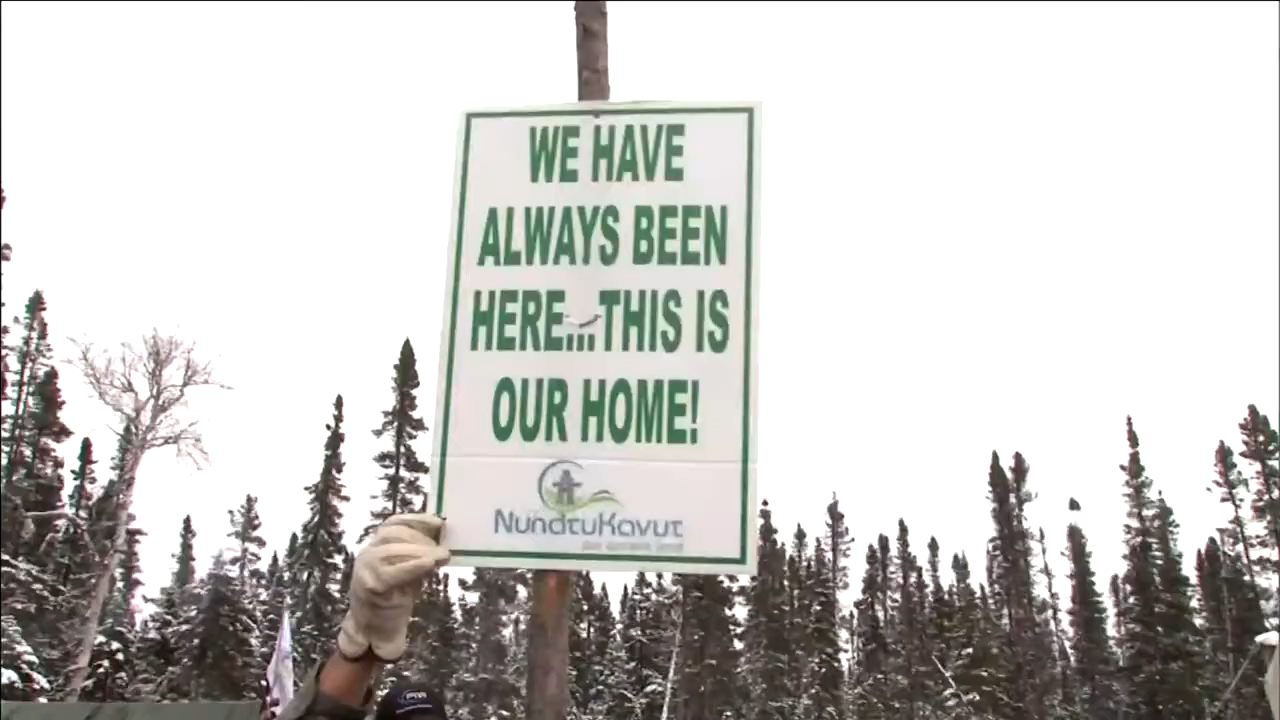 WE HAVE
ALWAYS BEEN
HERE...THIS IS
OUR HOME!
NunatuKavut